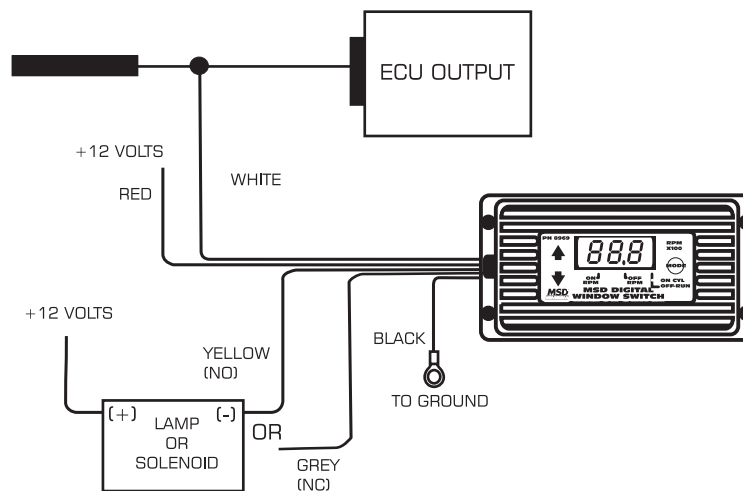 ECU OUTPUT
+12 VOLTS
RED
WHITE
PN 8969
88.8
RPM
X100
MODE
ON
RPM
OFF
RPM
ON CYL
OFF-RUN
MSD
MSD DIGITAL
WINDOW SWITCH
+12 VOLTS
YELLOW
(NO)
BLACK
TO GROUND
(+)
(-)
LAMP
OR
SOLENOID
OR
GREY
(NC)